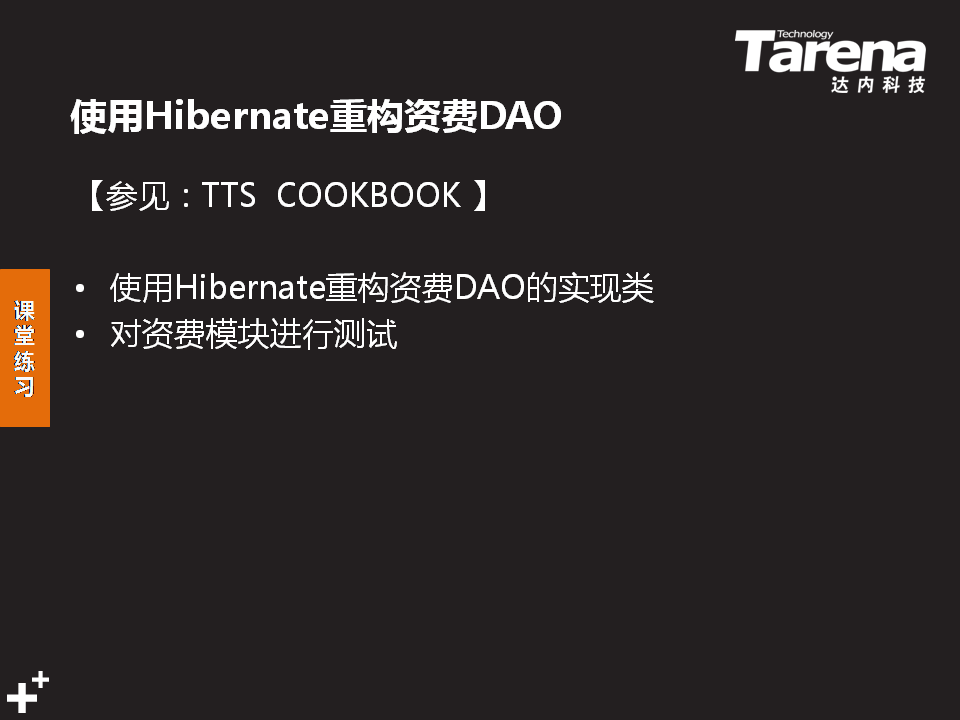 Technology
Tarena
达内科技
使用Hibernate重构资费DAO
【参见：TTS COOKBOOK 】
• 使用Hibernate重构资费DAO的实现类
• 对资费模块进行测试
课
堂
练
习